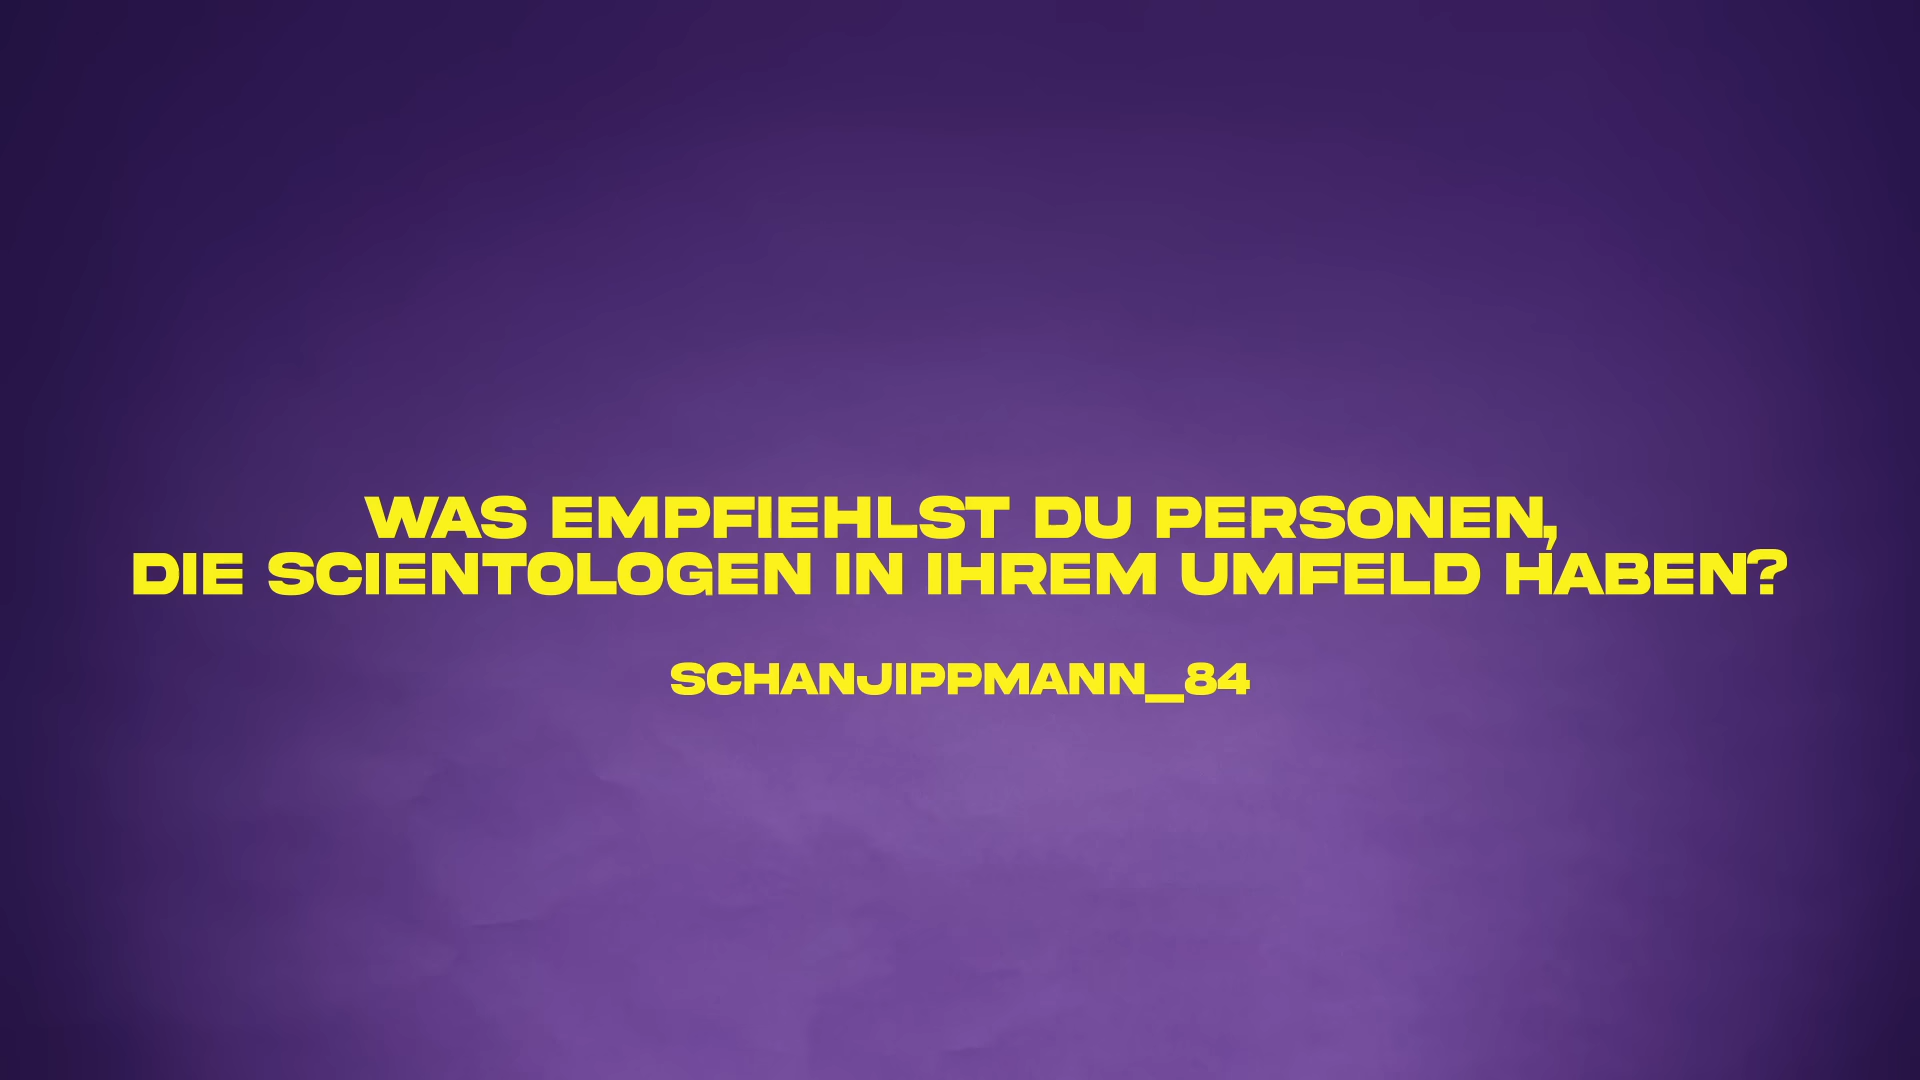 WAS EMPFIEHLST DU PERSONEN,
DIE SCIENTOLOGEN IN IHREM UMFELD HABEN?
SCHANJIPPMANN_84